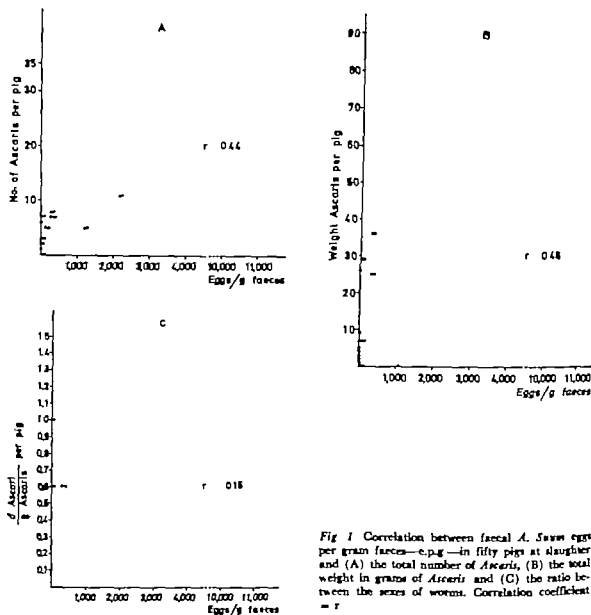 A
No. of Ascaris per pig
35
30
20
10
r 0.44
1,000 2,000 3,000 4,000 10,000 11,000
Eggs/g faeces
B
Weight Ascaris per pig
90
80
70
60
50
40
30
20
10
r 0.48
1,000 2,000 3,000 4,000 10,000 11,000
Eggs/g faeces
C
♂ Ascari
Ascaris per pig
1.5
1.4
1.3
1.2
1.1
1.0
0.9
0.8
0.7
0.6
0.5
0.4
0.3
0.2
0.1
r 0.15
1,000 2,000 3,000 4,000 10,000 11,000
Eggs/g faeces
Fig 1 Correlation between faecal A. Suum eggs
per gram faeces—e.p.g—in fifty pigs at slaughter
and (A) the total number of Ascaris, (B) the total
weight in grams of Ascaris and (C) the ratio be-
tween the sexes of worms. Correlation coefficient
= r